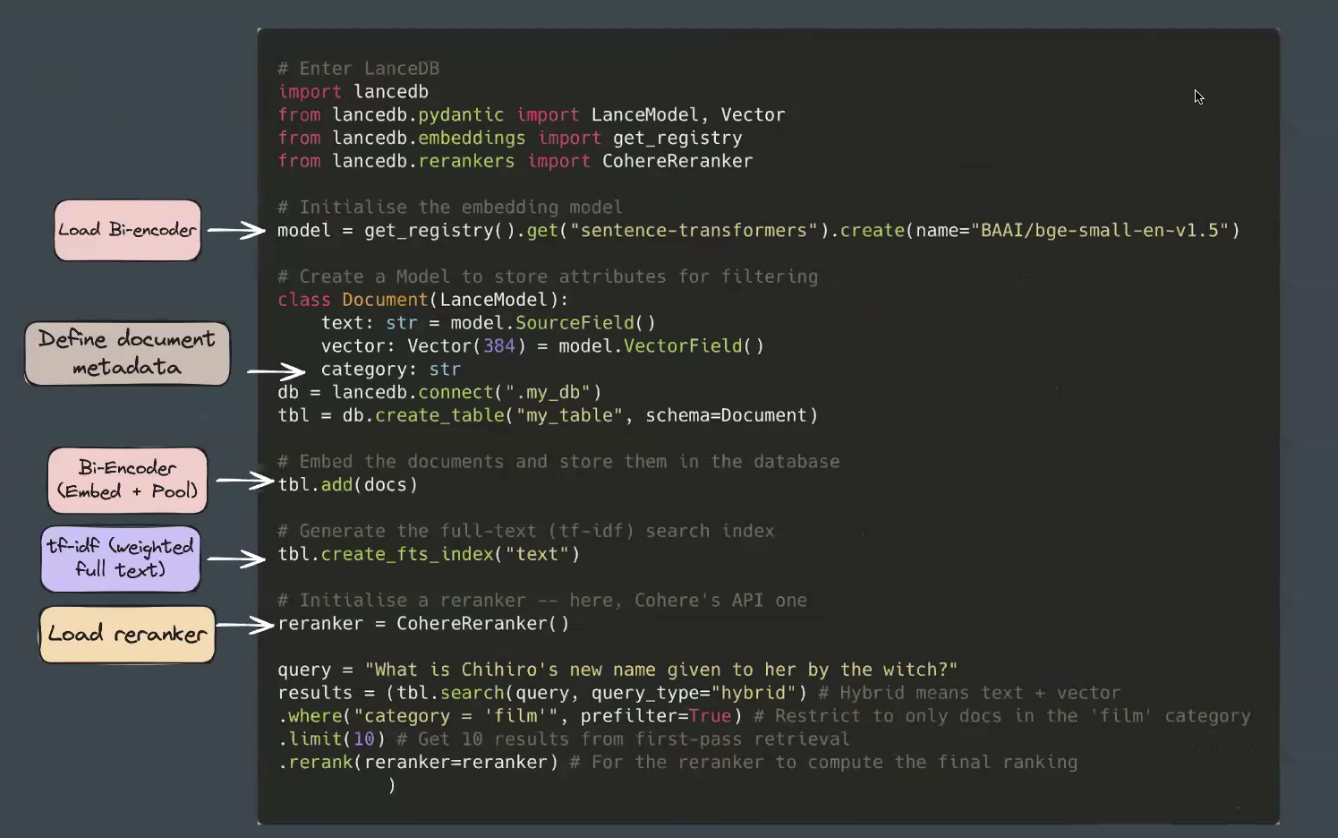 # Enter LanceDB
import lancedb
from lancedb.pydantic import LanceModel, Vector
from lancedb.embeddings import get_registry
from lancedb.rerankers import CohereReranker
# Initialise the embedding model
Load Bi-encoder
model = get_registry().get("sentence-transformers").create(name="BAAI/bge-small-en-v1.5")
# Create a Model to store attributes for filtering
class Document(LanceModel):
    text: str = model.SourceField()
    vector: Vector(384) = model.VectorField()
Define document
metadata
    category: str
db = lancedb.connect(".my_db")
tbl = db.create_table("my_table", schema=Document)
# Embed the documents and store them in the database
Bi-Encoder
(Embed + Pool)
tbl.add(docs)
# Generate the full-text (tf-idf) search index
tf-idf (weighted
full text)
tbl.create_fts_index("text")
# Initialise a reranker -- here, Cohere's API one
Load reranker
reranker = CohereReranker()
query = "What is Chihiro's new name given to her by the witch?"
results = (tbl.search(query, query_type="hybrid") # Hybrid means text + vector
.where("category = 'film'", prefilter=True) # Restrict to only docs in the 'film' category
.limit(10) # Get 10 results from first-pass retrieval
.rerank(reranker=reranker) # For the reranker to compute the final ranking
)